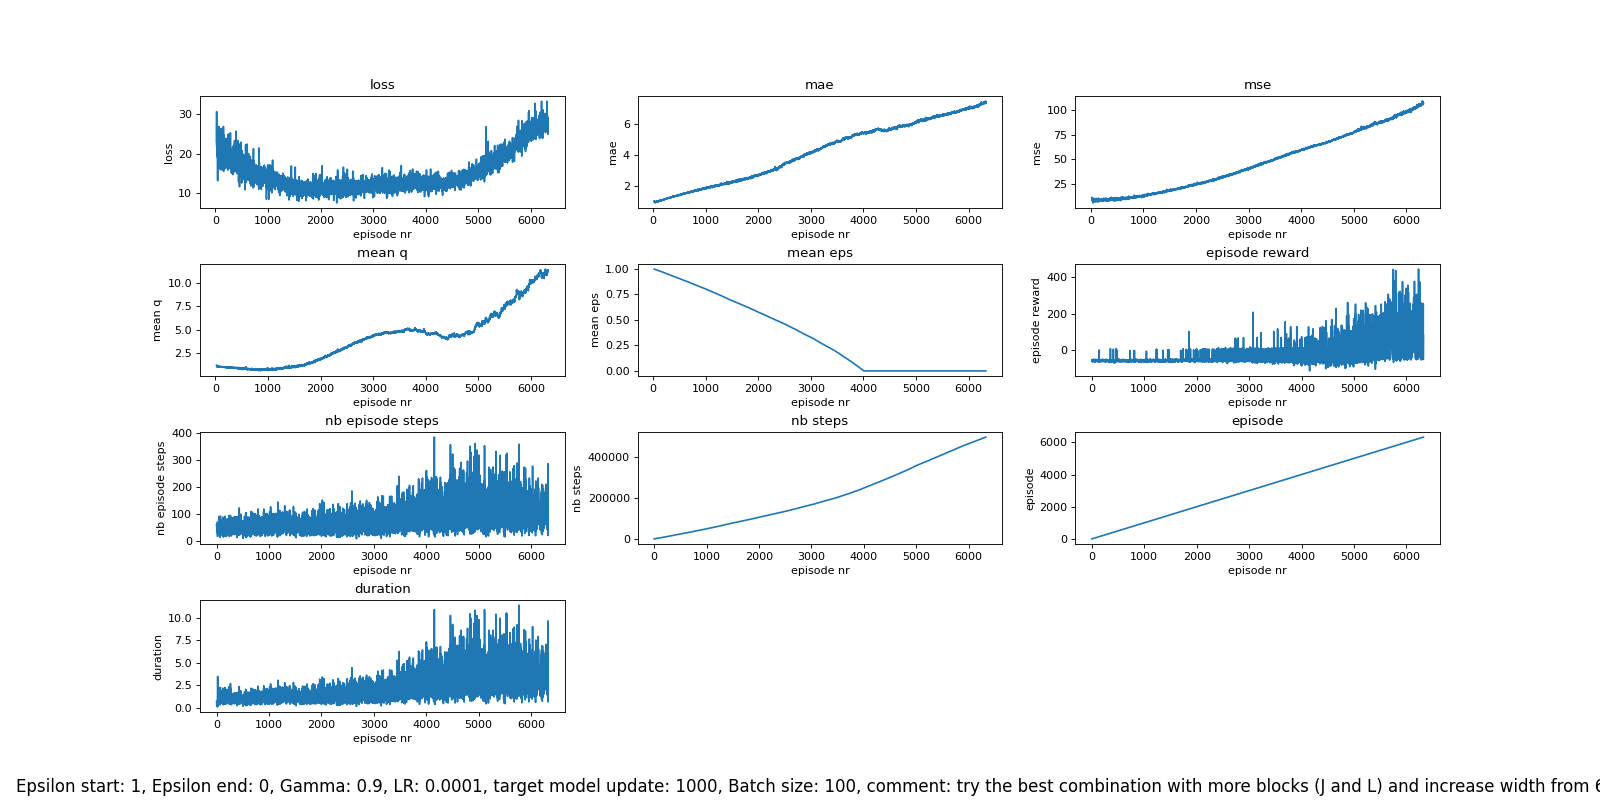 loss mae mse
30 20 10 loss 0 1000 2000 3000 4000 5000 6000 episode nr
6 4 2 mae 0 1000 2000 3000 4000 5000 6000 episode nr
100 75 50 25 mse 0 1000 2000 3000 4000 5000 6000 episode nr
mean q mean eps episode reward
10.0 7.5 5.0 2.5 mean q 0 1000 2000 3000 4000 5000 6000 episode nr
1.00 0.75 0.50 0.25 0.00 mean eps 0 1000 2000 3000 4000 5000 6000 episode nr
400 200 0 episode reward 0 1000 2000 3000 4000 5000 6000 episode nr
nb episode steps nb steps episode
400 300 200 100 0 nb episode steps 0 1000 2000 3000 4000 5000 6000 episode nr
400000 200000 0 nb steps 0 1000 2000 3000 4000 5000 6000 episode nr
6000 4000 2000 0 episode 0 1000 2000 3000 4000 5000 6000 episode nr
duration
10.0 7.5 5.0 2.5 0.0 duration 0 1000 2000 3000 4000 5000 6000 episode nr
Epsilon start: 1, Epsilon end: 0, Gamma: 0.9, LR: 0.0001, target model update: 1000, Batch size: 100, comment: try the best combination with more blocks (J and L) and increase width from